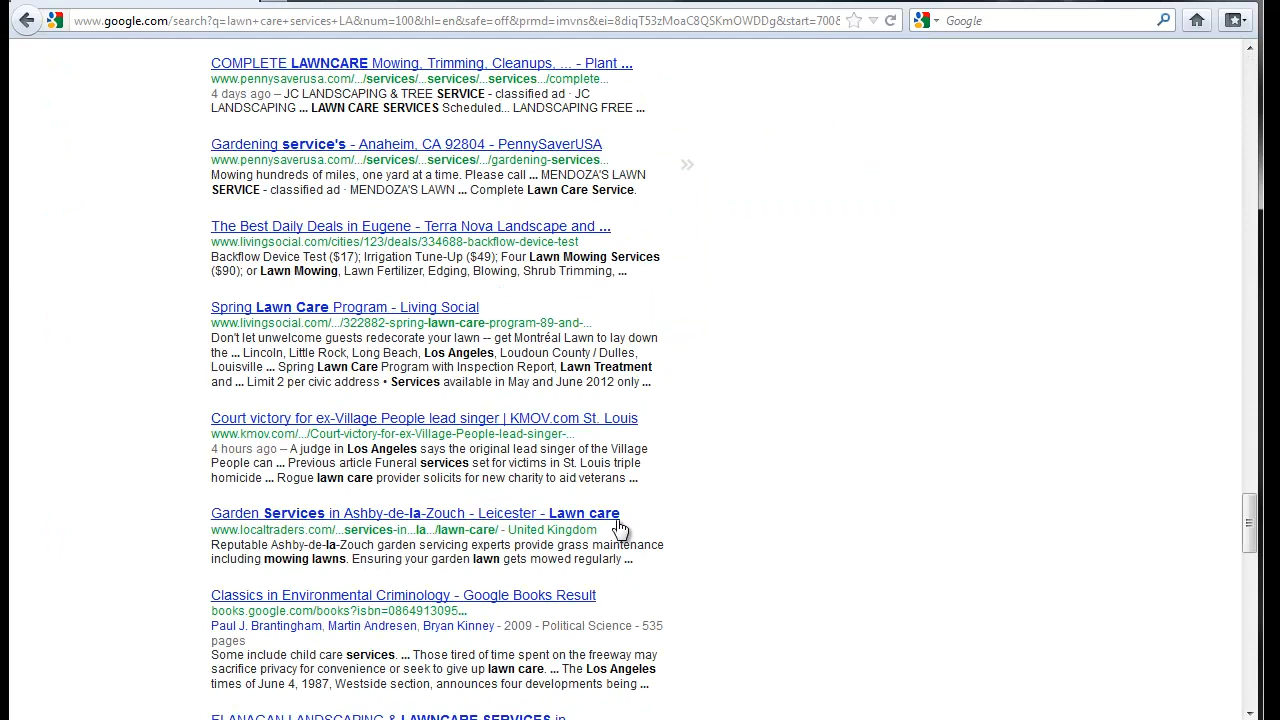 www.google.com/search?q=lawn+care+services+LA&num=100&hl=en&safe=off&prmd=imvns&ei=8diqT53zMoaC8QSKmOWDDg&start=700&
Google
COMPLETE LAWNCARE Mowing, Trimming, Cleanups, ... - Plant ...
www.pennysaverusa.com/.../services/...services/...services.../complete...
4 days ago – JC LANDSCAPING & TREE SERVICE - classified ad · JC
LANDSCAPING ... LAWN CARE SERVICES Scheduled... LANDSCAPING FREE ...
Gardening service's - Anaheim, CA 92804 - PennySaverUSA
www.pennysaverusa.com/.../services/...services/.../gardening-services...
Mowing hundreds of miles, one yard at a time. Please call ... MENDOZA'S LAWN
SERVICE - classified ad · MENDOZA'S LAWN ... Complete Lawn Care Service.
The Best Daily Deals in Eugene - Terra Nova Landscape and ...
www.livingsocial.com/cities/123/deals/334688-backflow-device-test
Backflow Device Test ($17); Irrigation Tune-Up ($49); Four Lawn Mowing Services
($90); or Lawn Mowing, Lawn Fertilizer, Edging, Blowing, Shrub Trimming, ...
Spring Lawn Care Program - Living Social
www.livingsocial.com/.../322882-spring-lawn-care-program-89-and-...
Don't let unwelcome guests redecorate your lawn -- get Montréal Lawn to lay down
the ... Lincoln, Little Rock, Long Beach, Los Angeles, Loudoun County / Dulles,
Louisville ... Spring Lawn Care Program with Inspection Report, Lawn Treatment
and ... Limit 2 per civic address • Services available in May and June 2012 only ...
Court victory for ex-Village People lead singer | KMOV.com St. Louis
www.kmov.com/.../Court-victory-for-ex-Village-People-lead-singer-...
4 hours ago – A judge in Los Angeles says the original lead singer of the Village
People can ... Previous article Funeral services set for victims in St. Louis triple
homicide ... Rogue lawn care provider solicits for new charity to aid veterans ...
Garden Services in Ashby-de-la-Zouch - Leicester - Lawn care
www.localtraders.com/...services-in...la.../lawn-care/ - United Kingdom
Reputable Ashby-de-la-Zouch garden servicing experts provide grass maintenance
including mowing lawns. Ensuring your garden lawn gets mowed regularly ...
Classics in Environmental Criminology - Google Books Result
books.google.com/books?isbn=0864913095...
Paul J. Brantingham, Martin Andresen, Bryan Kinney - 2009 - Political Science - 535
pages
Some include child care services. ... Those tired of time spent on the freeway may
sacrifice privacy for convenience or seek to give up lawn care. ... The Los Angeles
times of June 4, 1987, Westside section, announces four developments being ...
FLANAGAN LANDSCAPING & LAWNCARE SERVICES in